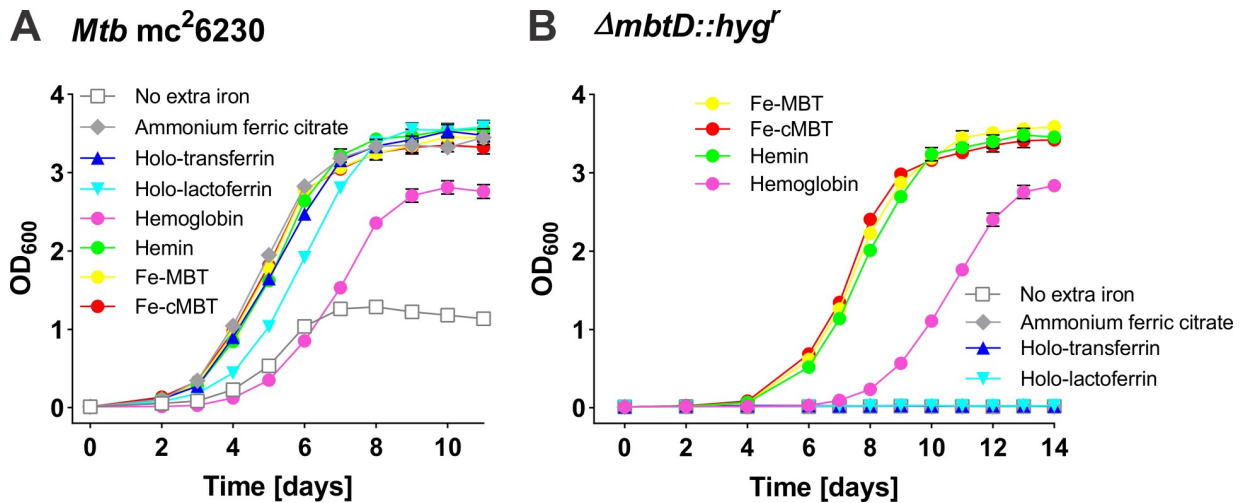 A Mtb mc²6230
4
3
2
1
0
OD₆₀₀
No extra iron
Ammonium ferric citrate
Holo-transferrin
Holo-lactoferrin
Hemoglobin
Hemin
Fe-MBT
Fe-cMBT
0 2 4 6 8 10
Time [days]
B ΔmbtD::hygʳ
4
3
2
1
0
OD₆₀₀
Fe-MBT
Fe-cMBT
Hemin
Hemoglobin
No extra iron
Ammonium ferric citrate
Holo-transferrin
Holo-lactoferrin
0 2 4 6 8 10 12 14
Time [days]